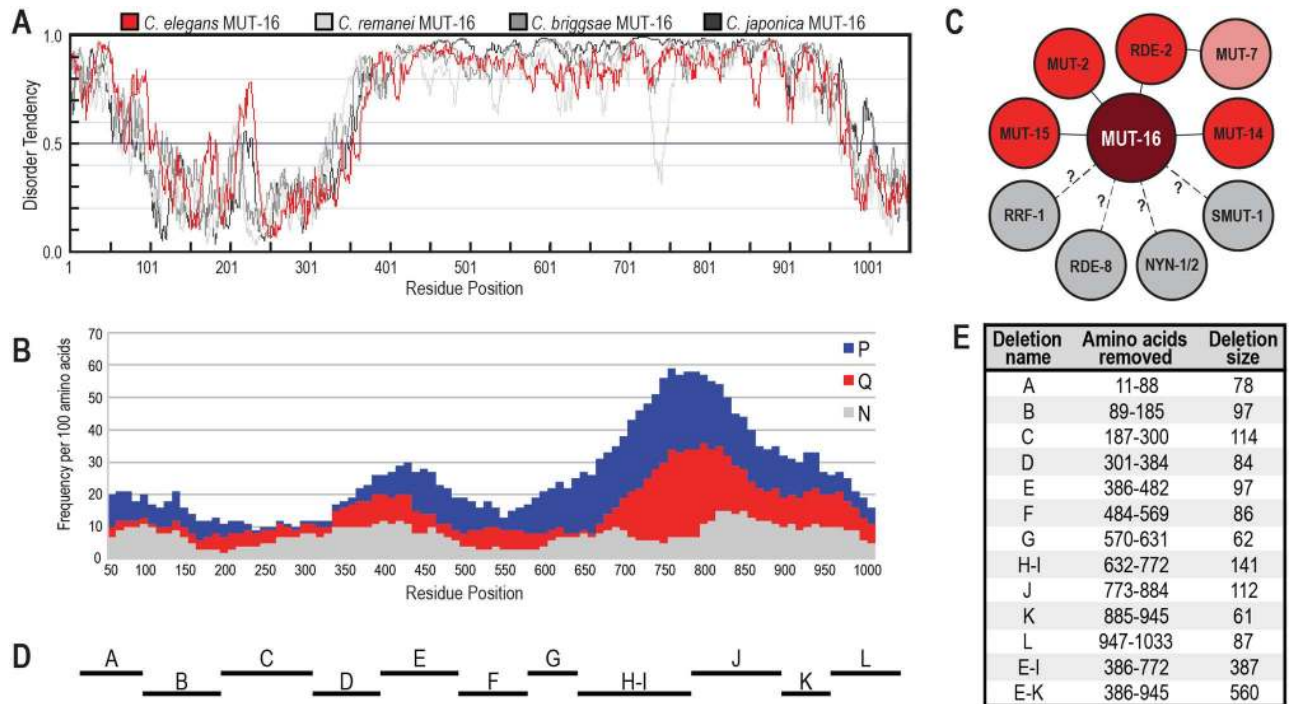 A
C. elegans MUT-16 C. remanei MUT-16 C. briggsae MUT-16 C. japonica MUT-16
1.0
0.5
0.0
Disorder Tendency
1 101 201 301 401 501 601 701 801 901 1001
Residue Position
B
70
60
50
40
30
20
10
0
Frequency per 100 amino acids
P
Q
N
50 100 150 200 250 300 350 400 450 500 550 600 650 700 750 800 850 900 950 1000
Residue Position
C
MUT-2
RDE-2
MUT-7
MUT-15
MUT-16
MUT-14
? ? ? ?
RRF-1
RDE-8
NYN-1/2
SMUT-1
D
A C E G J L
B D F H-I K
E
Deletion name Amino acids removed Deletion size
A 11-88 78
B 89-185 97
C 187-300 114
D 301-384 84
E 386-482 97
F 484-569 86
G 570-631 62
H-I 632-772 141
J 773-884 112
K 885-945 61
L 947-1033 87
E-I 386-772 387
E-K 386-945 560